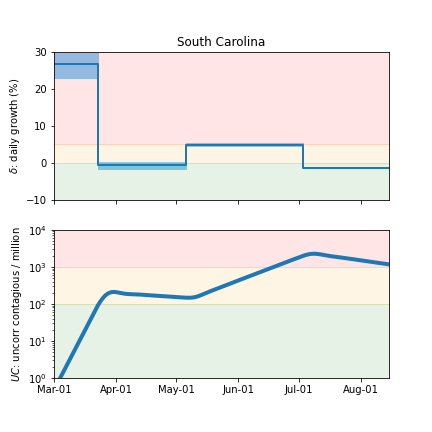 South Carolina
δ: daily growth (%)
30
20
10
0
−10
UC: uncorr contagious / million
10⁴
10³
10²
10¹
10⁰
Mar-01 Apr-01 May-01 Jun-01 Jul-01 Aug-01